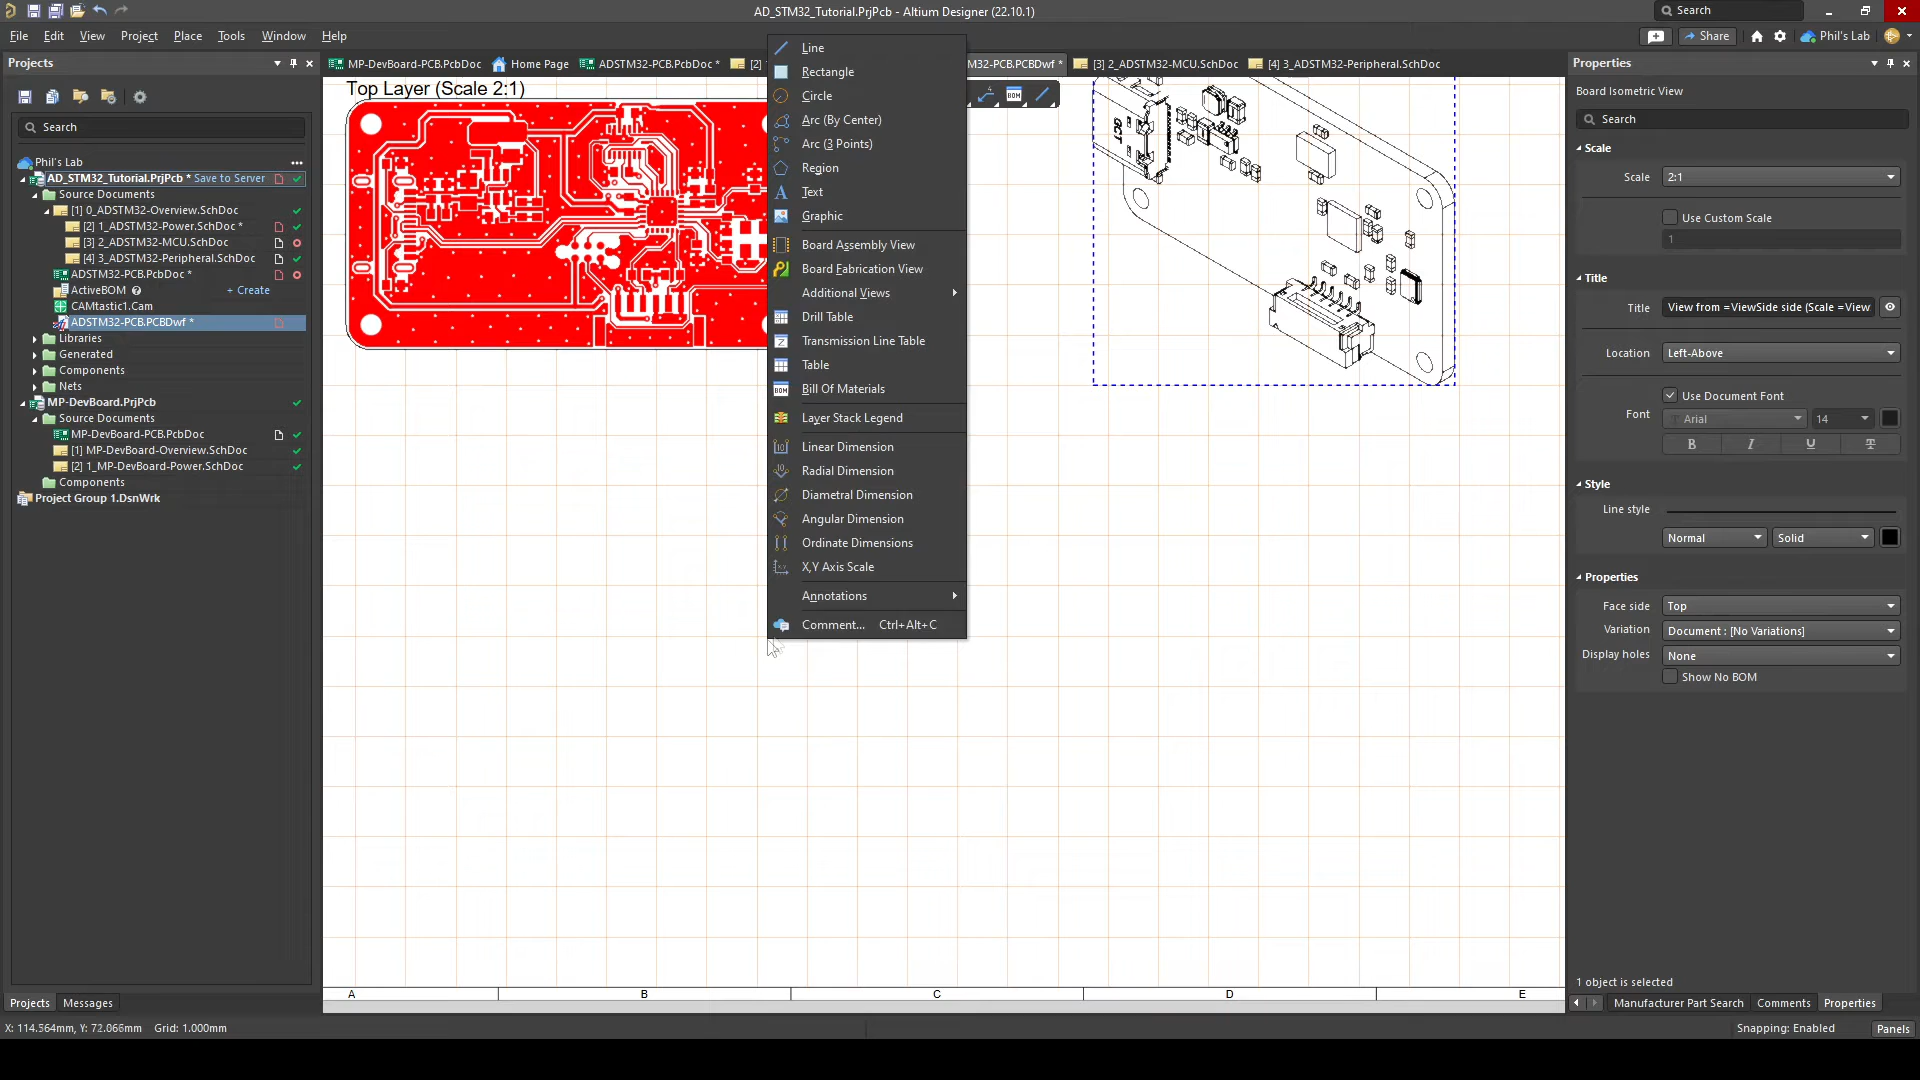 AD_STM32_Tutorial.PrjPcb - Altium Designer (22.10.1)
Search
File Edit View Project Place Tools Window Help
Share
Phil's Lab
Projects
MP-DevBoard-PCB.PcbDoc
Home Page
ADSTM32-PCB.PcbDoc *
[2]
M32-PCB.PCBDwf *
[3] 2_ADSTM32-MCU.SchDoc
[4] 3_ADSTM32-Peripheral.SchDoc
Search
Phil's Lab
AD_STM32_Tutorial.PrjPcb * Save to Server
Source Documents
[1] 0_ADSTM32-Overview.SchDoc
[2] 1_ADSTM32-Power.SchDoc *
[3] 2_ADSTM32-MCU.SchDoc
[4] 3_ADSTM32-Peripheral.SchDoc
ADSTM32-PCB.PcbDoc *
ActiveBOM + Create
CAMtastic1.Cam
ADSTM32-PCB.PCBDwf *
Libraries
Generated
Components
Nets
MP-DevBoard.PrjPcb
Source Documents
MP-DevBoard-PCB.PcbDoc
[1] MP-DevBoard-Overview.SchDoc
[2] 1_MP-DevBoard-Power.SchDoc
Components
Project Group 1.DsnWrk
Top Layer (Scale 2:1)
Line
Rectangle
Circle
Arc (By Center)
Arc (3 Points)
Region
Text
Graphic
Board Assembly View
Board Fabrication View
Additional Views
Drill Table
Transmission Line Table
Table
BOM Bill Of Materials
Layer Stack Legend
Linear Dimension
Radial Dimension
Diametral Dimension
Angular Dimension
Ordinate Dimensions
X,Y Axis Scale
Annotations
Comment... Ctrl+Alt+C
BOM
GCT
A B C D E
Properties
Board Isometric View
Search
Scale
Scale 2:1
Use Custom Scale
1
Title
Title View from =ViewSide side (Scale =View
Location Left-Above
Use Document Font
Font Arial 14
B I U T
Style
Line style
Normal Solid
Properties
Face side Top
Variation Document : [No Variations]
Display holes None
Show No BOM
1 object is selected
Projects Messages
Manufacturer Part Search Comments Properties
X: 114.564mm, Y: 72.066mm Grid: 1.000mm
Snapping: Enabled
Panels